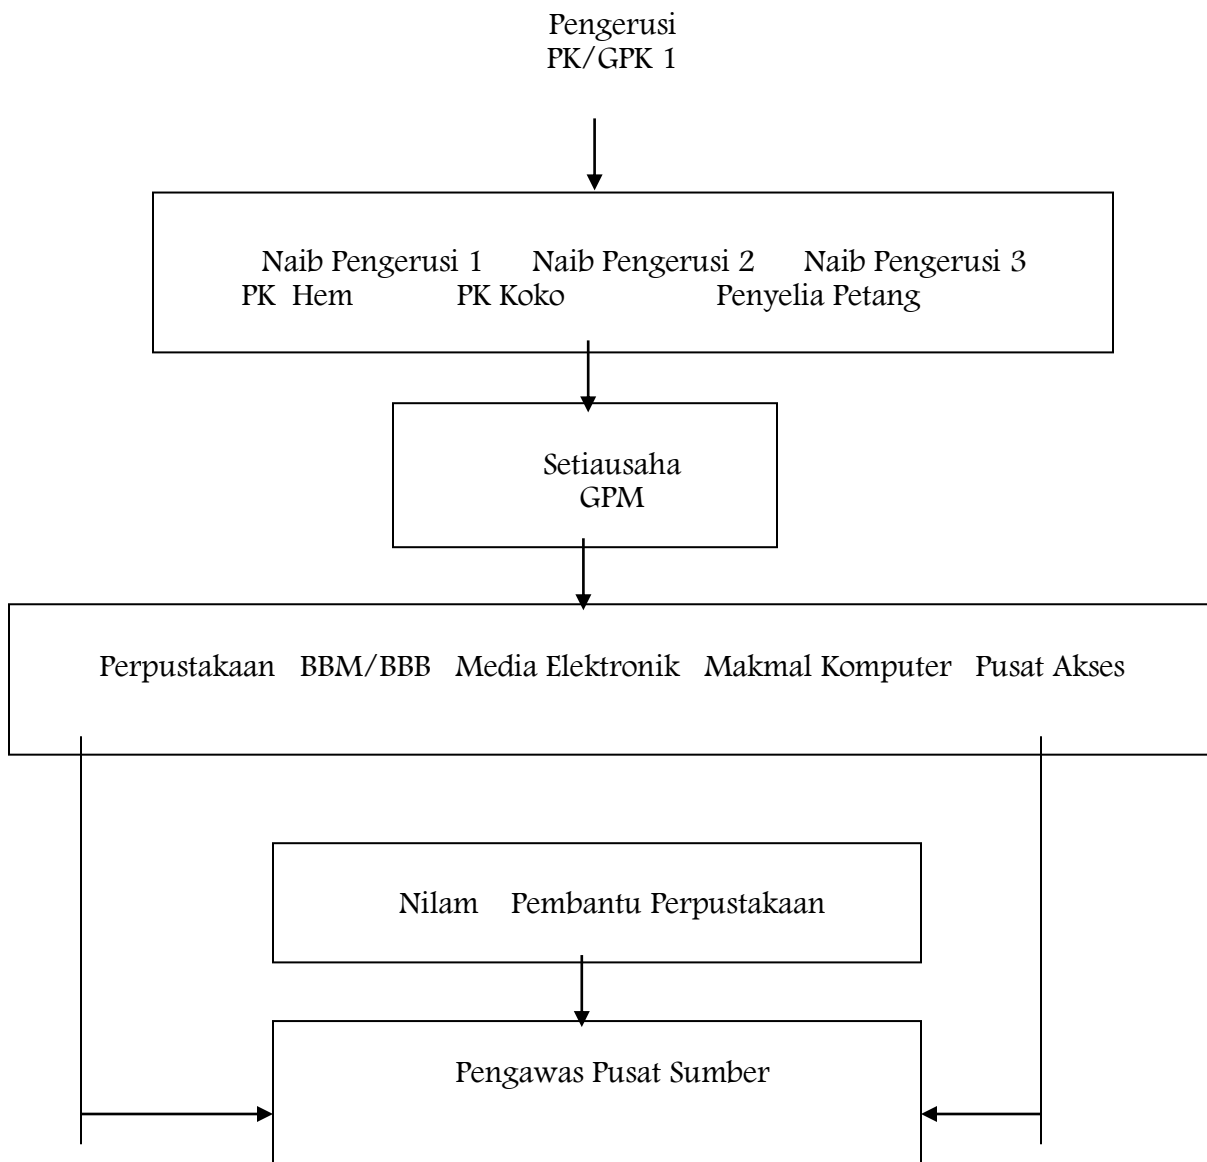 Pengerusi
PK/GPK 1
Naib Pengerusi 1 Naib Pengerusi 2 Naib Pengerusi 3
PK Hem PK Koko Penyelia Petang
Setiausaha
GPM
Perpustakaan BBM/BBB Media Elektronik Makmal Komputer Pusat Akses
Nilam Pembantu Perpustakaan
Pengawas Pusat Sumber